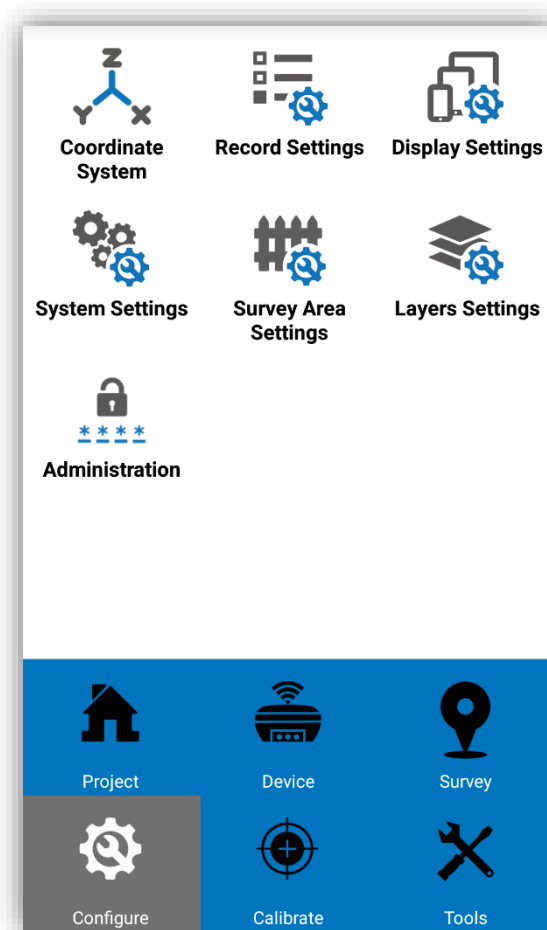 Z
Y X
Coordinate
System
Record Settings
Display Settings
System Settings
Survey Area
Settings
Layers Settings
* * * *
Administration
Project
Device
Survey
Configure
Calibrate
Tools